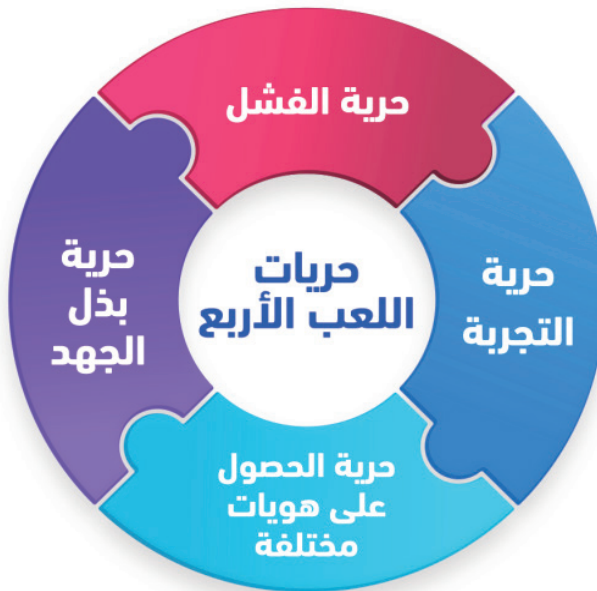 حرية الفشل
حريات
اللعب الأربع
حرية
التجربة
حرية الحصول
على هويات
مختلفة
حرية
بذل
الجهد